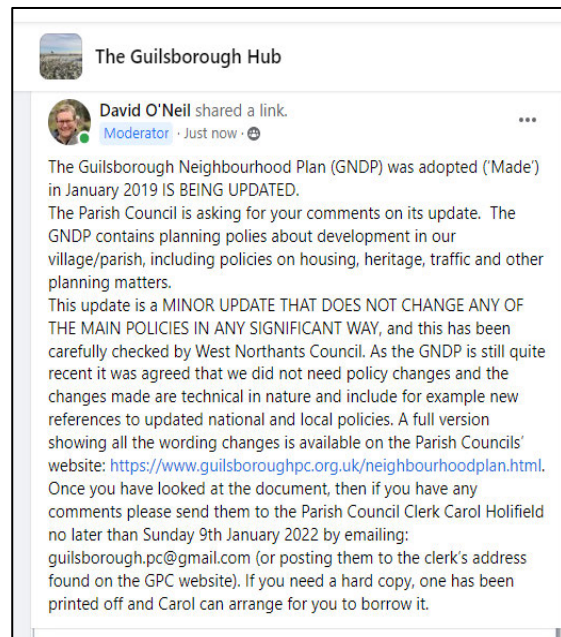 The Guilsborough Hub
David O'Neil shared a link.
Moderator · Just now ·
The Guilsborough Neighbourhood Plan (GNDP) was adopted ('Made')
in January 2019 IS BEING UPDATED.
The Parish Council is asking for your comments on its update.  The
GNDP contains planning polies about development in our
village/parish, including policies on housing, heritage, traffic and other
planning matters.
This update is a MINOR UPDATE THAT DOES NOT CHANGE ANY OF
THE MAIN POLICIES IN ANY SIGNIFICANT WAY, and this has been
carefully checked by West Northants Council. As the GNDP is still quite
recent it was agreed that we did not need policy changes and the
changes made are technical in nature and include for example new
references to updated national and local policies. A full version
showing all the wording changes is available on the Parish Councils'
website: https://www.guilsboroughpc.org.uk/neighbourhoodplan.html.
Once you have looked at the document, then if you have any
comments please send them to the Parish Council Clerk Carol Holifield
no later than Sunday 9th January 2022 by emailing:
guilsborough.pc@gmail.com (or posting them to the clerk's address
found on the GPC website). If you need a hard copy, one has been
printed off and Carol can arrange for you to borrow it.